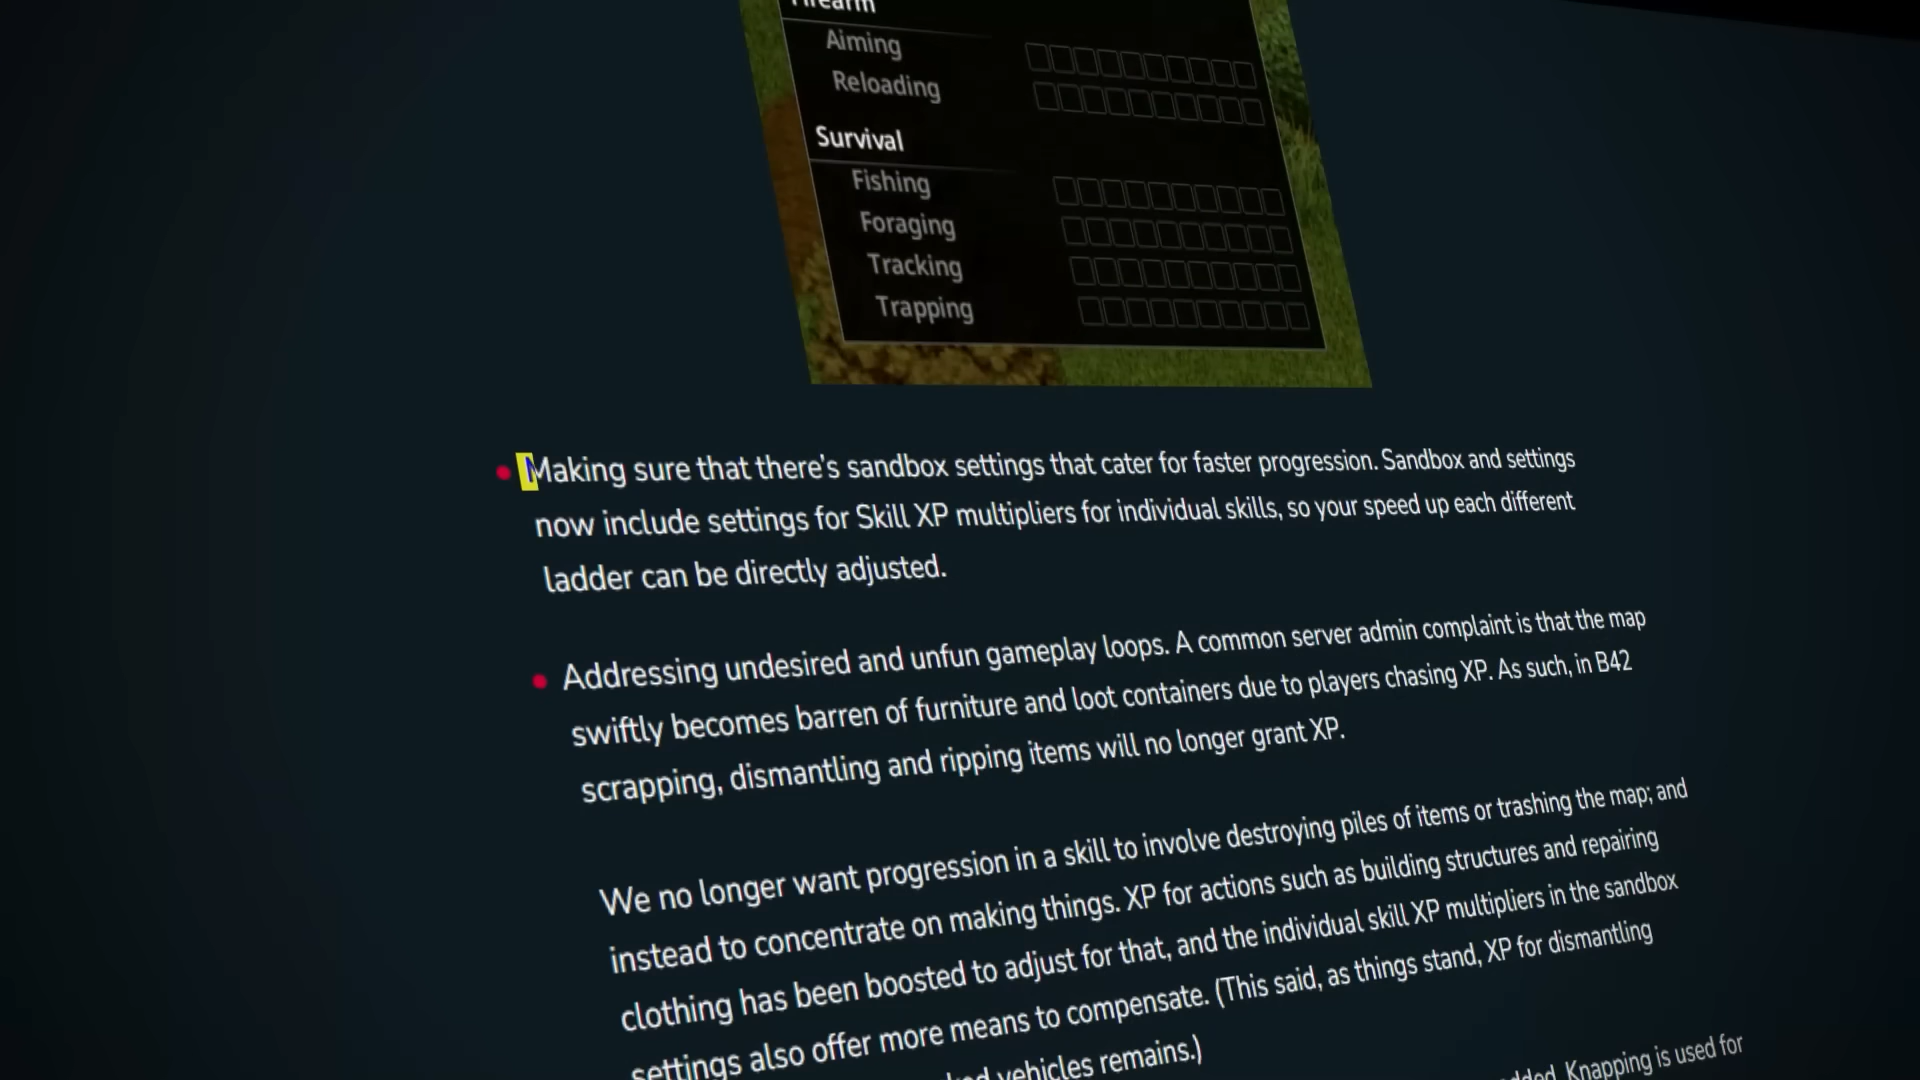 Firearm
Aiming
Reloading
Survival
Fishing
Foraging
Tracking
Trapping
Making sure that there's sandbox settings that cater for faster progression. Sandbox and settings
now include settings for Skill XP multipliers for individual skills, so your speed up each different
ladder can be directly adjusted.
Addressing undesired and unfun gameplay loops. A common server admin complaint is that the map
swiftly becomes barren of furniture and loot containers due to players chasing XP. As such, in B42
scrapping, dismantling and ripping items will no longer grant XP.
We no longer want progression in a skill to involve destroying piles of items or trashing the map; and
instead to concentrate on making things. XP for actions such as building structures and repairing
clothing has been boosted to adjust for that, and the individual skill XP multipliers in the sandbox
settings also offer more means to compensate. (This said, as things stand, XP for dismantling
vehicles remains.)
Knapping is used for